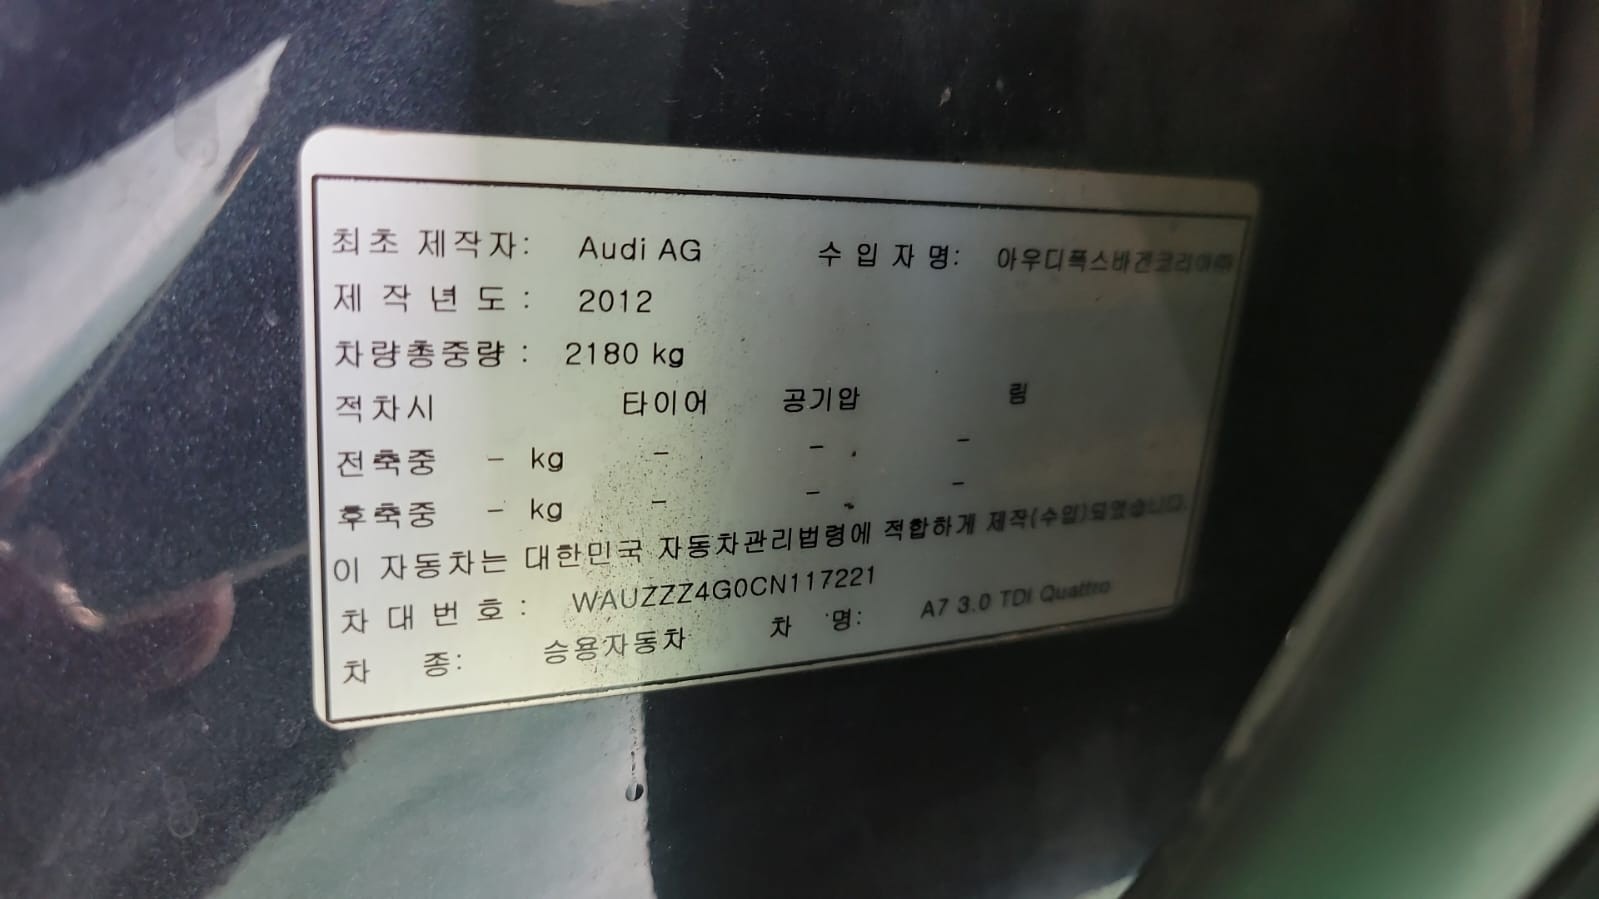 최초 제작자: Audi AG 수 입 자 명: 아우디폭스바겐코리아㈜
제 작 년 도 : 2012
차량총중량 : 2180 kg
적차시 타이어 공기압 림
전축중 - kg - - -
후축중 - kg - - -
이 자동차는 대한민국 자동차관리법령에 적합하게 제작(수입)되었습니다.
차 대 번 호 : WAUZZZ4G0CN117221
차 종: 승용자동차 차 명: A7 3.0 TDI Quattro